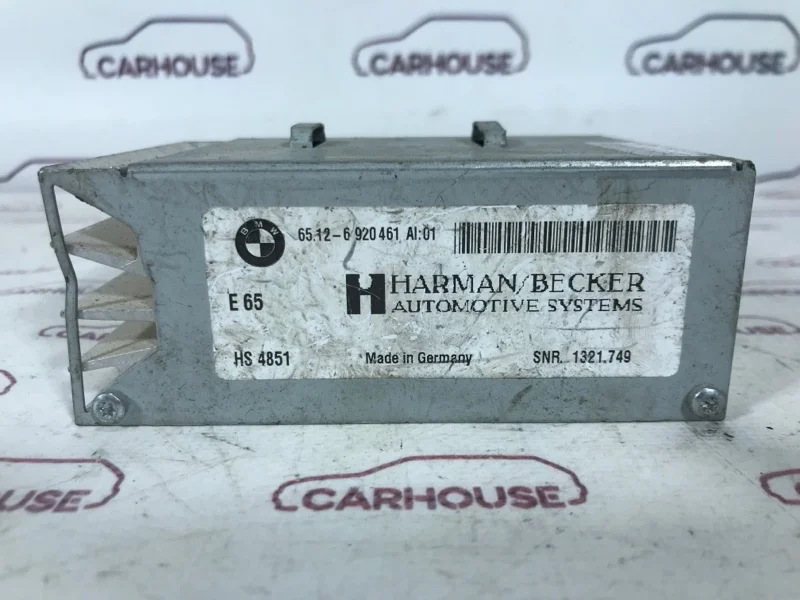 CARHOUSE
CARHOUSE
CARHOUSE
BMW
65.12-6 920 461 AI:01
E 65
HARMAN/BECKER
AUTOMOTIVE SYSTEMS
HS 4851
Made in Germany
SNR. 1321.749
CARHOUSE
CARHOUSE